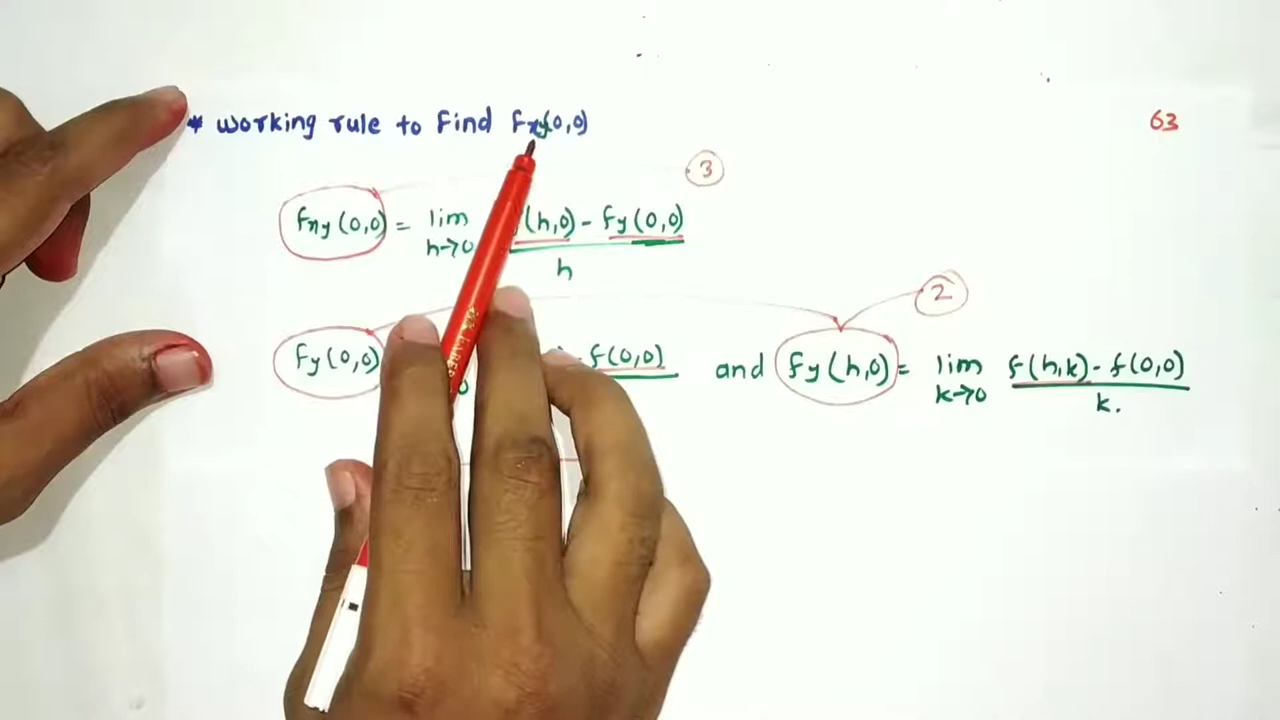 * working rule to Find Fxy(0,0)
63
3
fxy (0,0) = lim h→0 (h,0) - fy (0,0)
h
2
fy (0,0) - f(0,0) and fy (h,0) = lim k→0 f(h,k) - f(0,0)
0 k.